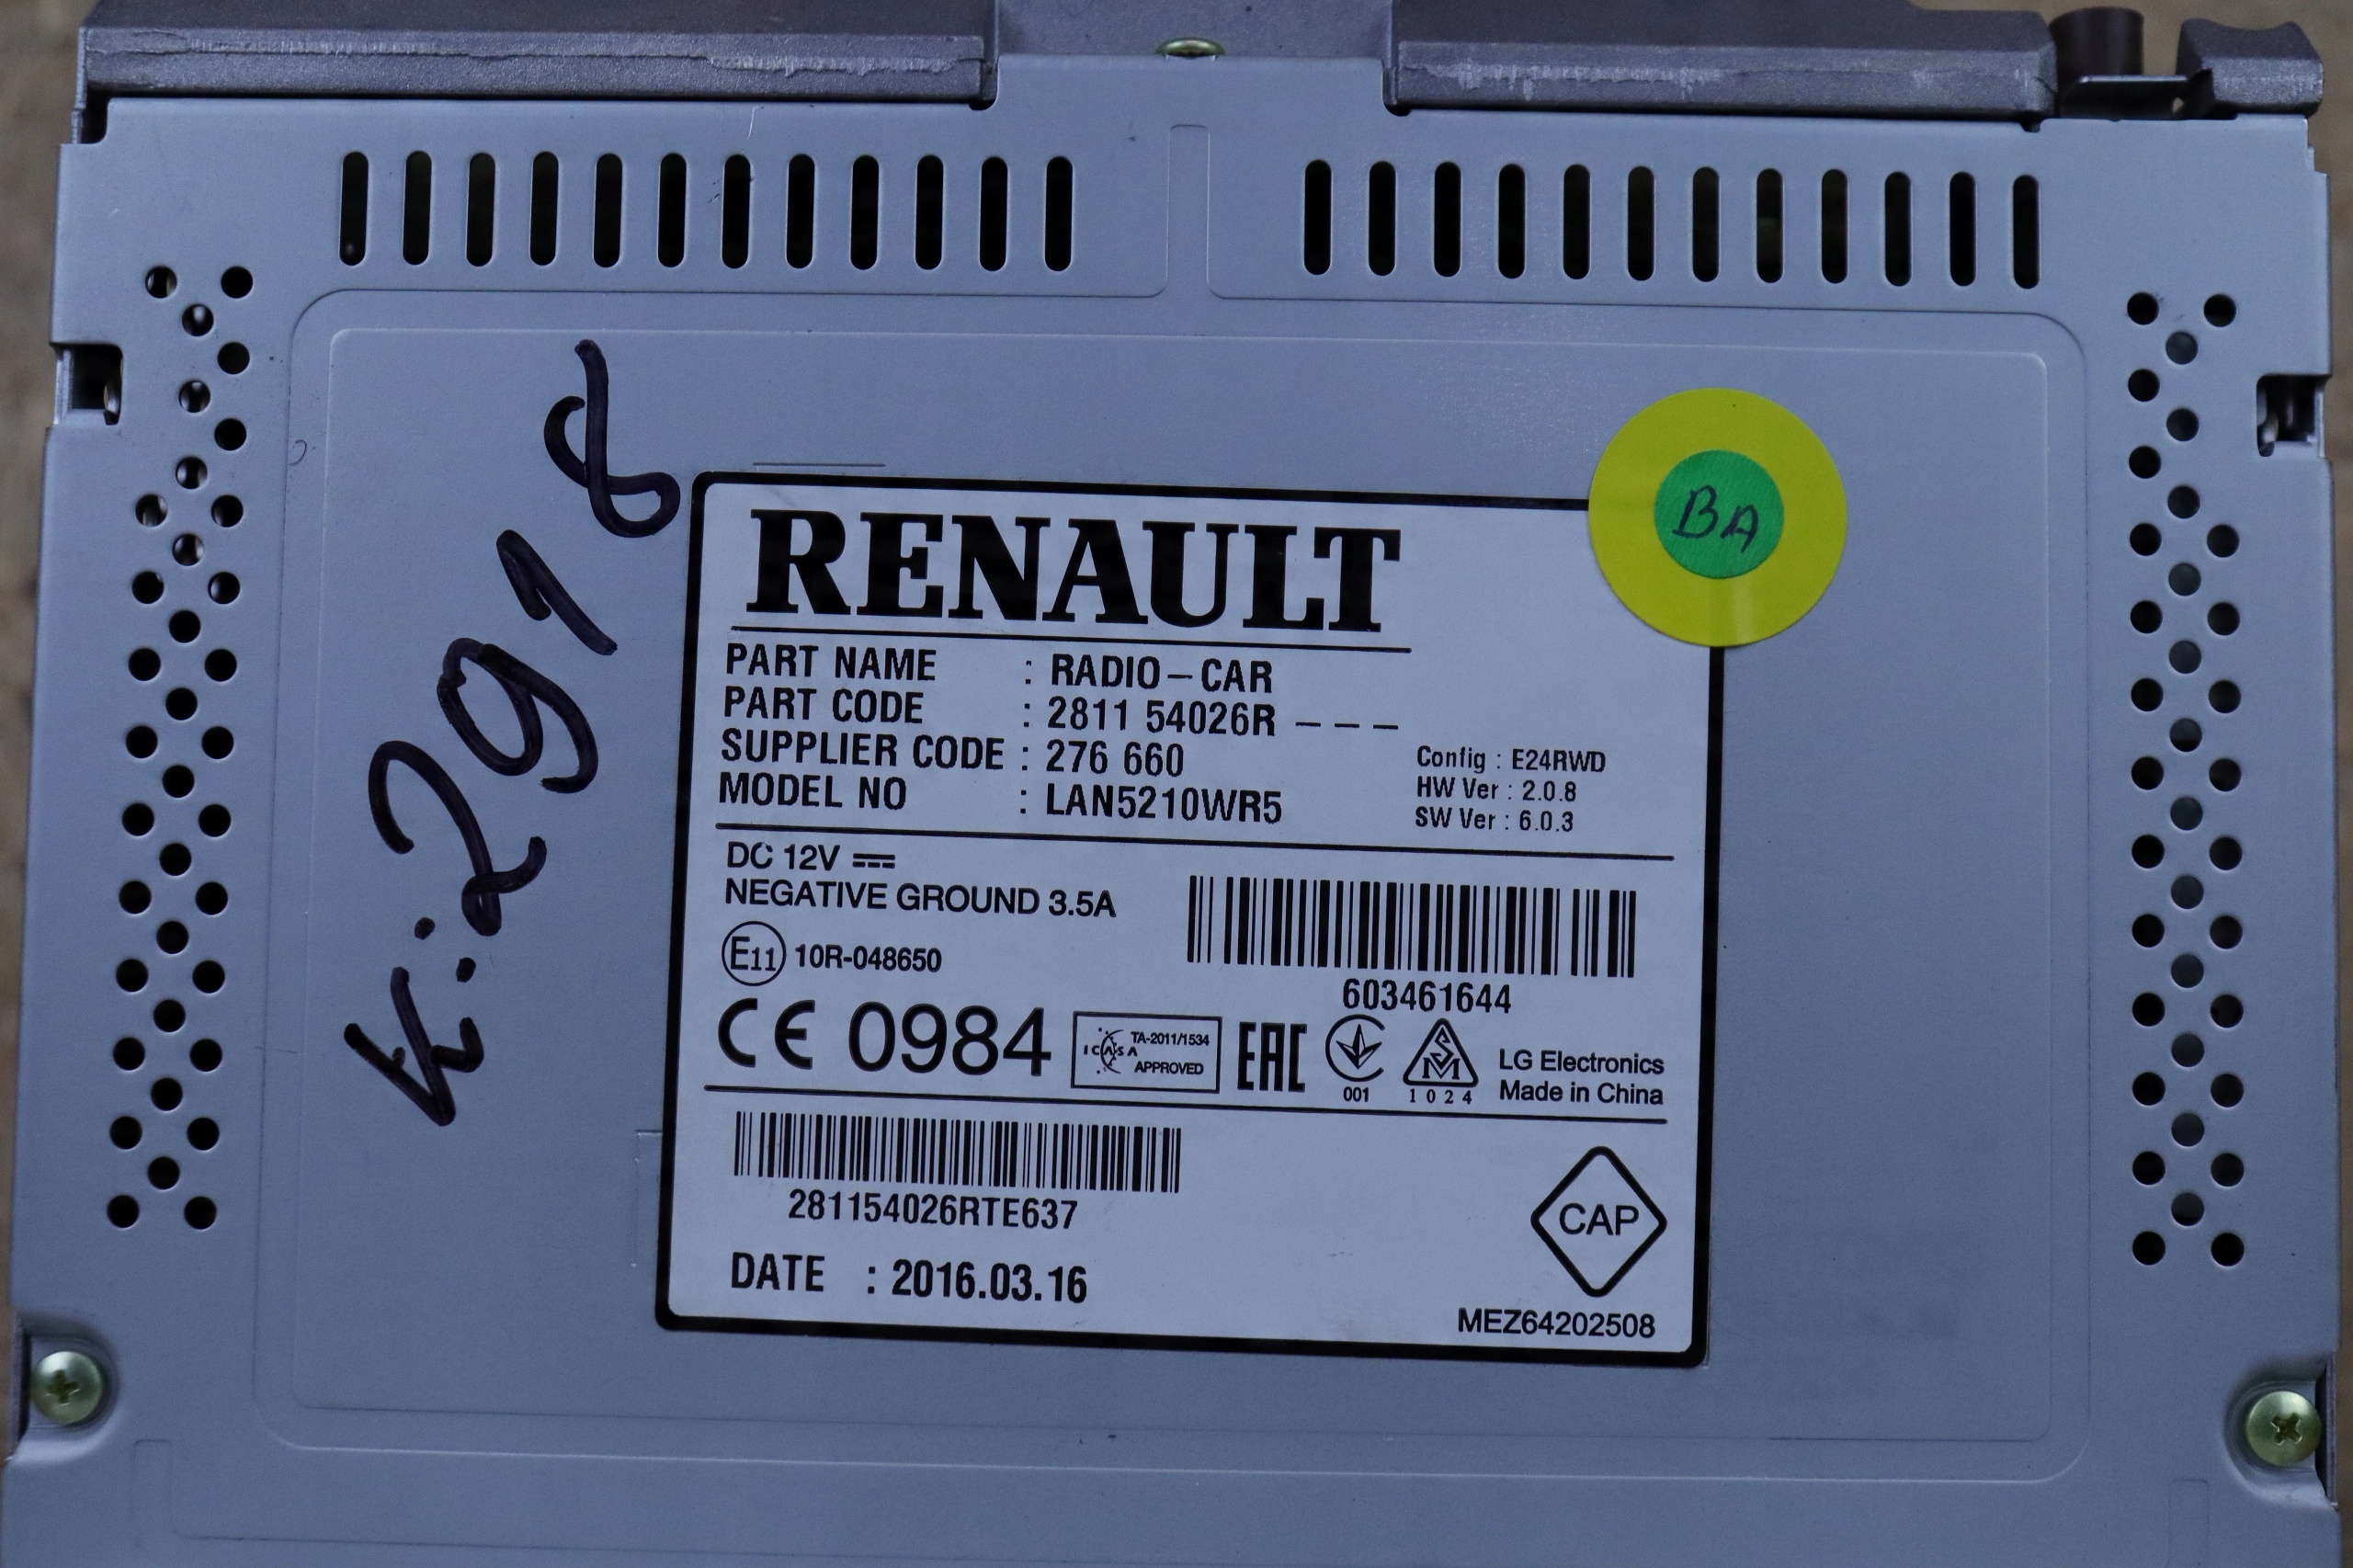 K:2918
BA
RENAULT
PART NAME : RADIO-CAR
PART CODE : 2811 54026R ---
SUPPLIER CODE : 276 660
MODEL NO : LAN5210WR5
Config : E24RWD
HW Ver : 2.0.8
SW Ver : 6.0.3
DC 12V
NEGATIVE GROUND 3.5A
603461644
E11 10R-048650
CE 0984
ICASA TA-2011/1534
APPROVED
EAC
001
SM
1024
LG Electronics
Made in China
281154026RTE637
CAP
DATE : 2016.03.16
MEZ64202508